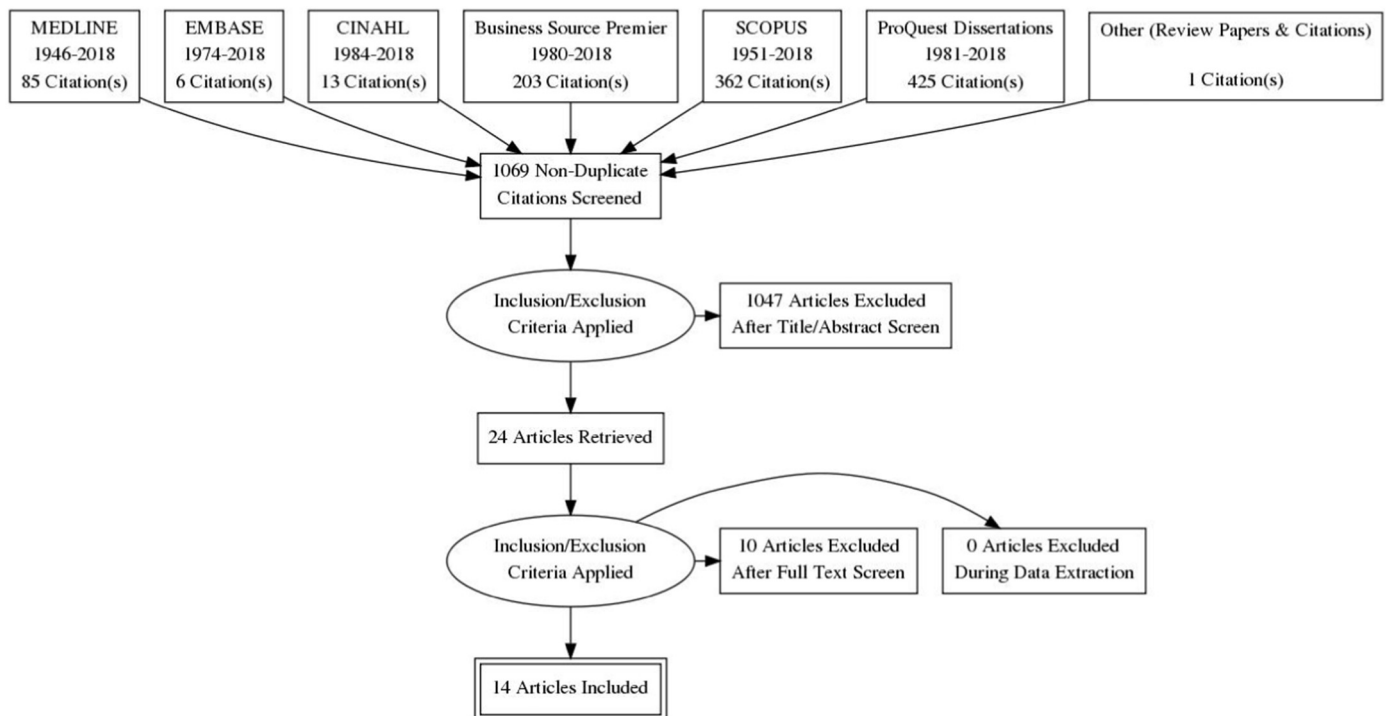 MEDLINE
1946-2018
85 Citation(s)
EMBASE
1974-2018
6 Citation(s)
CINAHL
1984-2018
13 Citation(s)
Business Source Premier
1980-2018
203 Citation(s)
SCOPUS
1951-2018
362 Citation(s)
ProQuest Dissertations
1981-2018
425 Citation(s)
Other (Review Papers & Citations)
1 Citation(s)
1069 Non-Duplicate
Citations Screened
Inclusion/Exclusion
Criteria Applied
1047 Articles Excluded
After Title/Abstract Screen
24 Articles Retrieved
Inclusion/Exclusion
Criteria Applied
10 Articles Excluded
After Full Text Screen
0 Articles Excluded
During Data Extraction
14 Articles Included